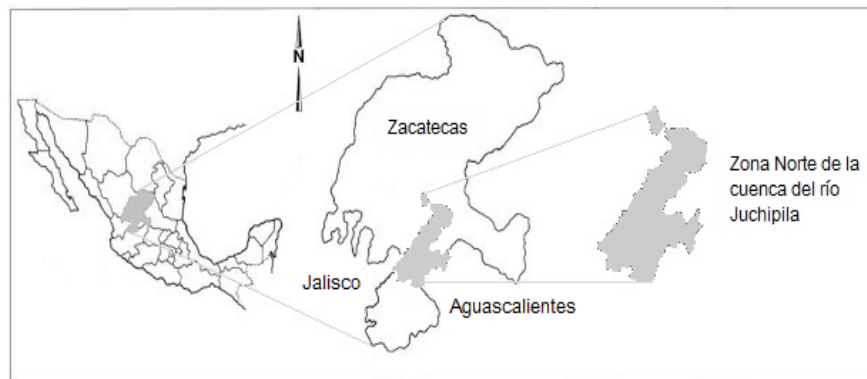 N
Zacatecas
Zona Norte de la
cuenca del río
Juchipila
Jalisco
Aguascalientes